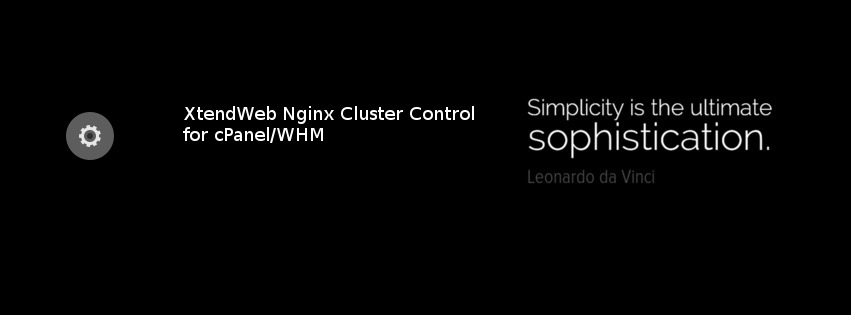 XtendWeb Nginx Cluster Control
for cPanel/WHM
Simplicity is the ultimate
sophistication.
Leonardo da Vinci